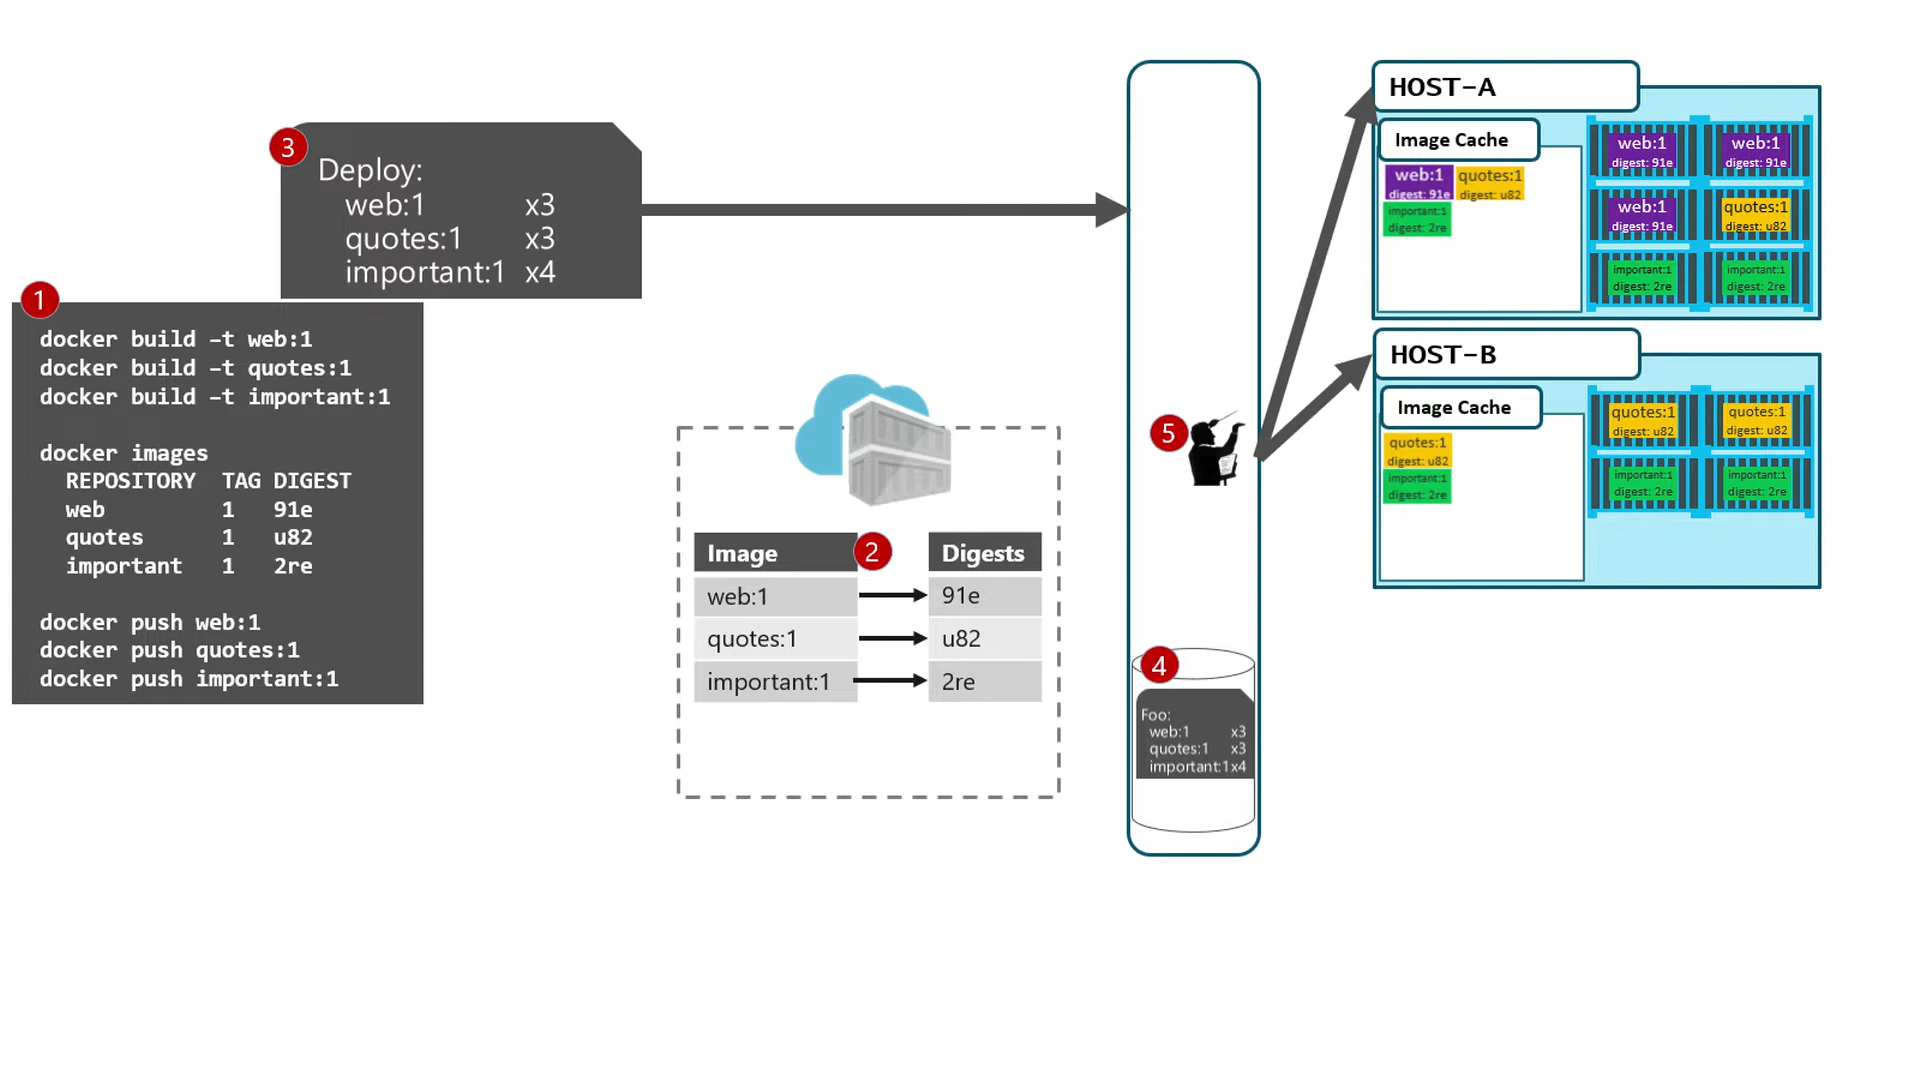 3
Deploy:
web:1 x3
quotes:1 x3
important:1 x4
1
docker build –t web:1
docker build –t quotes:1
docker build –t important:1
docker images
REPOSITORY TAG DIGEST
web 1 91e
quotes 1 u82
important 1 2re
docker push web:1
docker push quotes:1
docker push important:1
Image 2 Digests
web:1 91e
quotes:1 u82
important:1 2re
5
4
Foo:
web:1 x3
quotes:1 x3
important:1 x4
HOST-A
Image Cache
web:1
digest: 91e
quotes:1
digest: u82
important:1
digest: 2re
web:1
digest: 91e
web:1
digest: 91e
web:1
digest: 91e
quotes:1
digest: u82
important:1
digest: 2re
important:1
digest: 2re
HOST-B
Image Cache
quotes:1
digest: u82
important:1
digest: 2re
quotes:1
digest: u82
quotes:1
digest: u82
important:1
digest: 2re
important:1
digest: 2re